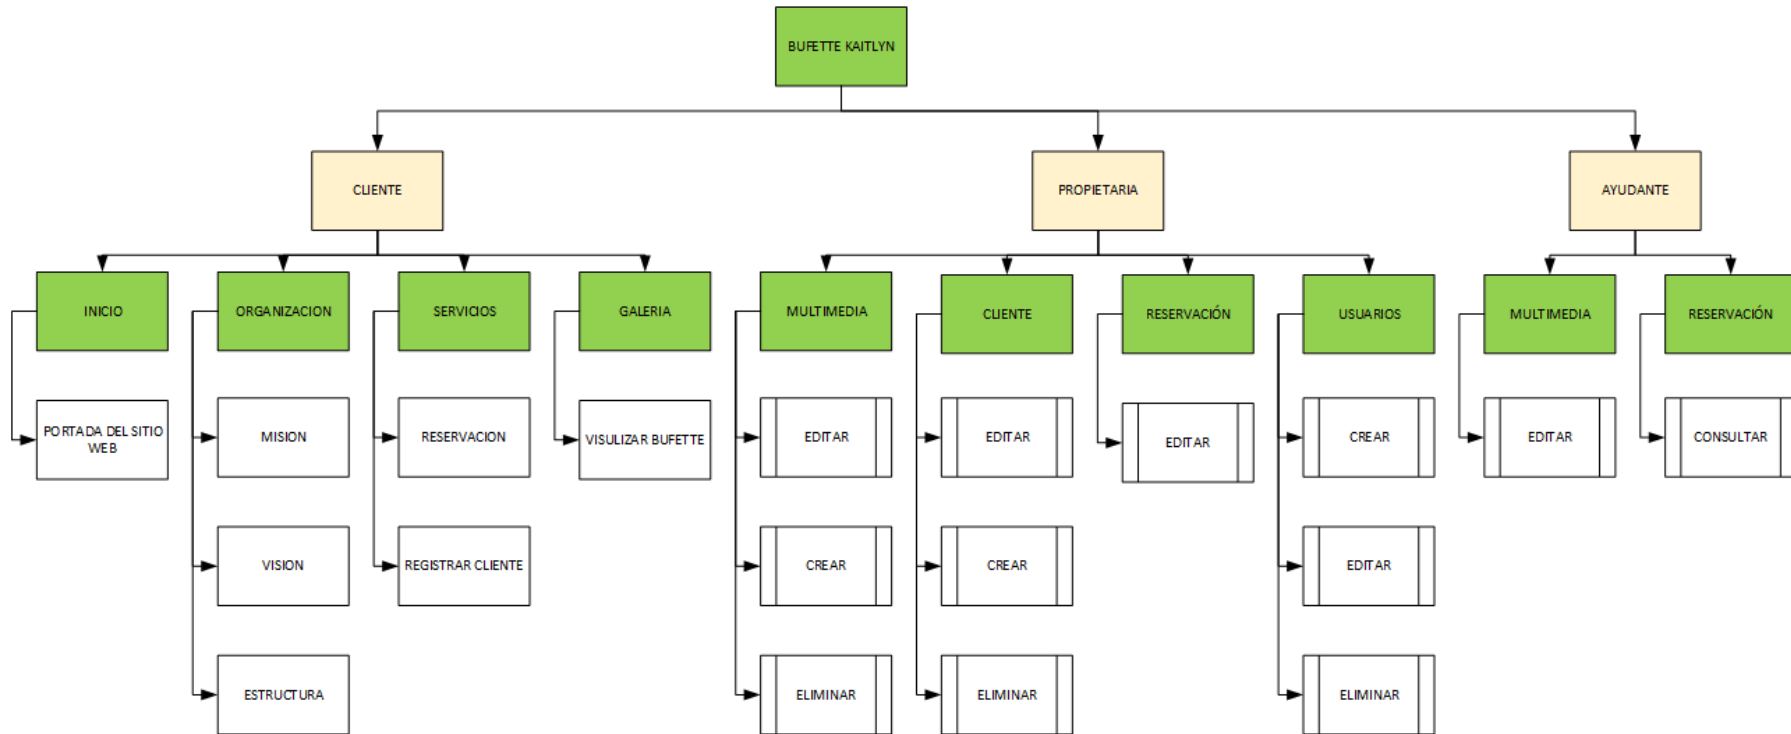 BUFETTE KAITLYN
CLIENTE
PROPIETARIA
AYUDANTE
INICIO
ORGANIZACION
SERVICIOS
GALERIA
MULTIMEDIA
CLIENTE
RESERVACIÓN
USUARIOS
MULTIMEDIA
RESERVACIÓN
PORTADA DEL SITIO
WEB
MISION
RESERVACION
VISULIZAR BUFETTE
EDITAR
EDITAR
EDITAR
CREAR
EDITAR
CONSULTAR
VISION
REGISTRAR CLIENTE
CREAR
CREAR
EDITAR
ESTRUCTURA
ELIMINAR
ELIMINAR
ELIMINAR